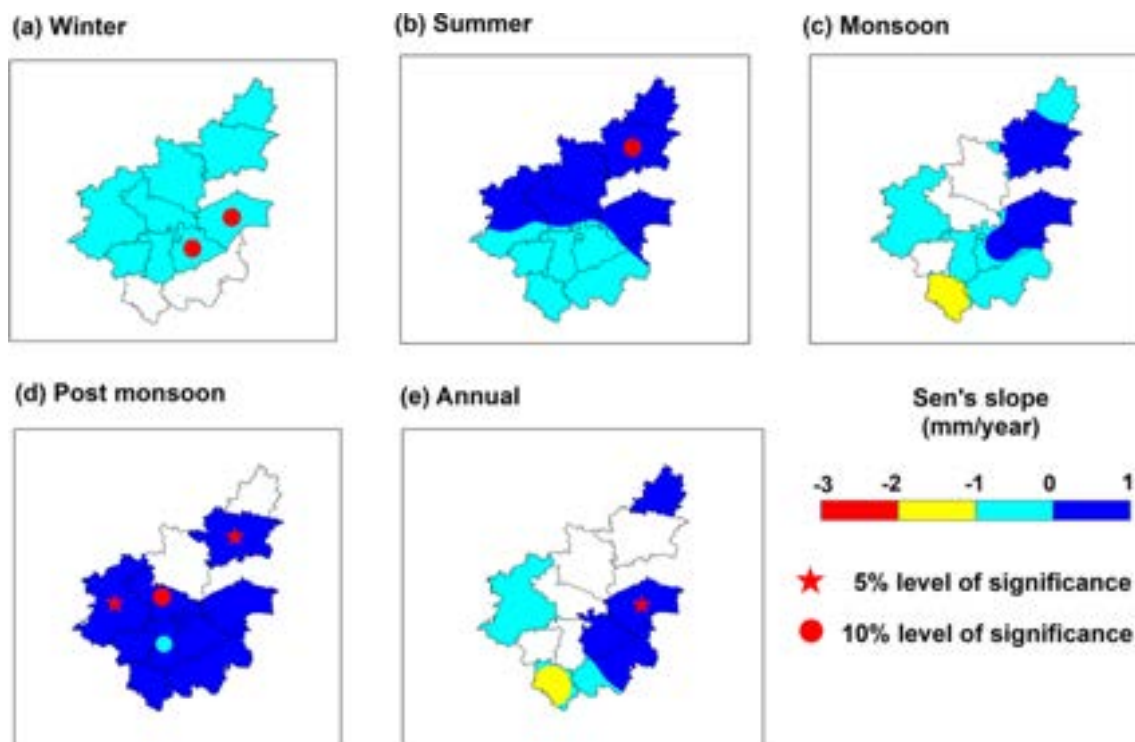 (a) Winter
(b) Summer
(c) Monsoon
(d) Post monsoon
(e) Annual
Sen's slope
(mm/year)
-3 -2 -1 0 1
5% level of significance
10% level of significance